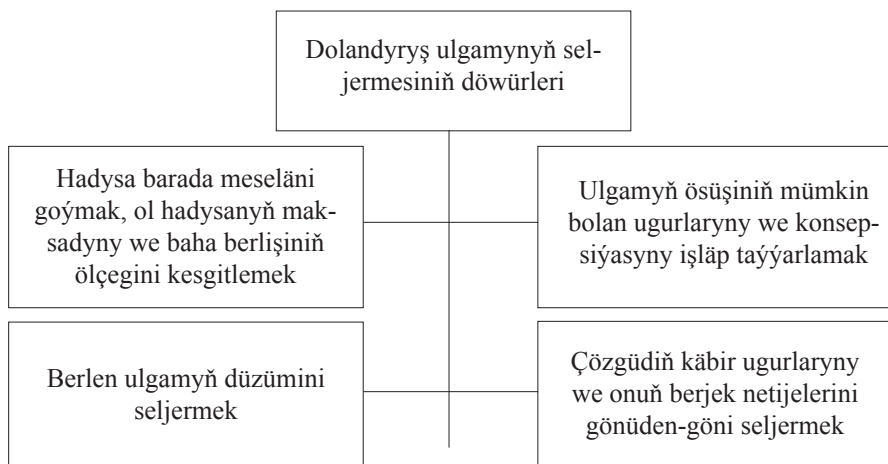 Dolandyryş ulgamynyň sel-
jermesiniň döwürleri
Hadysa barada meseläni
goýmak, ol hadysanyň mak-
sadyny we baha berlişiniň
ölçegini kesgitlemek
Ulgamyň ösüşiniň mümkin
bolan ugurlaryny we konsep-
siýasyny işläp taýýarlamak
Berlen ulgamyň düzümini
seljermek
Çözgüdiň käbir ugurlaryny
we onuň berjek netijelerini
gönüden-göni seljermek